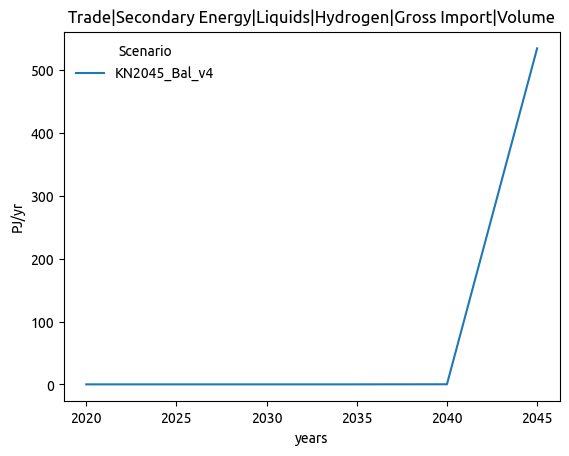 Trade|Secondary Energy|Liquids|Hydrogen|Gross Import|Volume
Scenario
KN2045_Bal_v4
500
400
300
200
100
0
PJ/yr
2020 2025 2030 2035 2040 2045
years